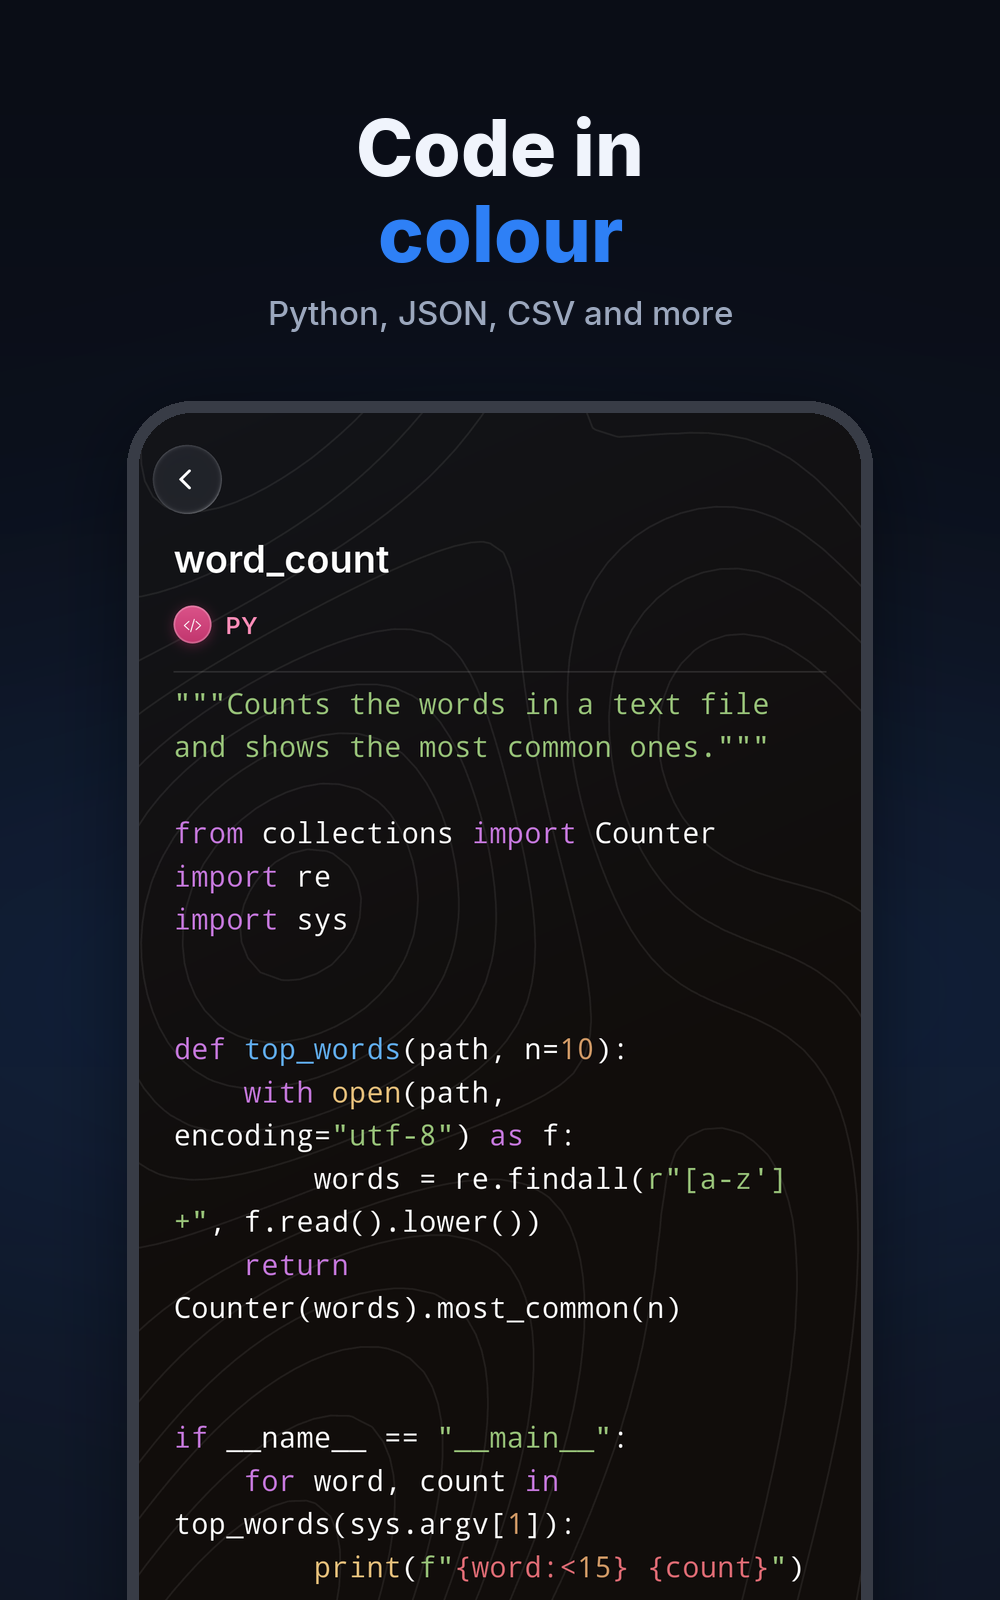 Code in
colour
Python, JSON, CSV and more
word_count
PY
"""Counts the words in a text file
and shows the most common ones."""
from collections import Counter
import re
import sys
def top_words(path, n=10):
    with open(path,
encoding="utf-8") as f:
        words = re.findall(r"[a-z']
+", f.read().lower())
    return
Counter(words).most_common(n)
if __name__ == "__main__":
    for word, count in
top_words(sys.argv[1]):
        print(f"{word:<15} {count}")